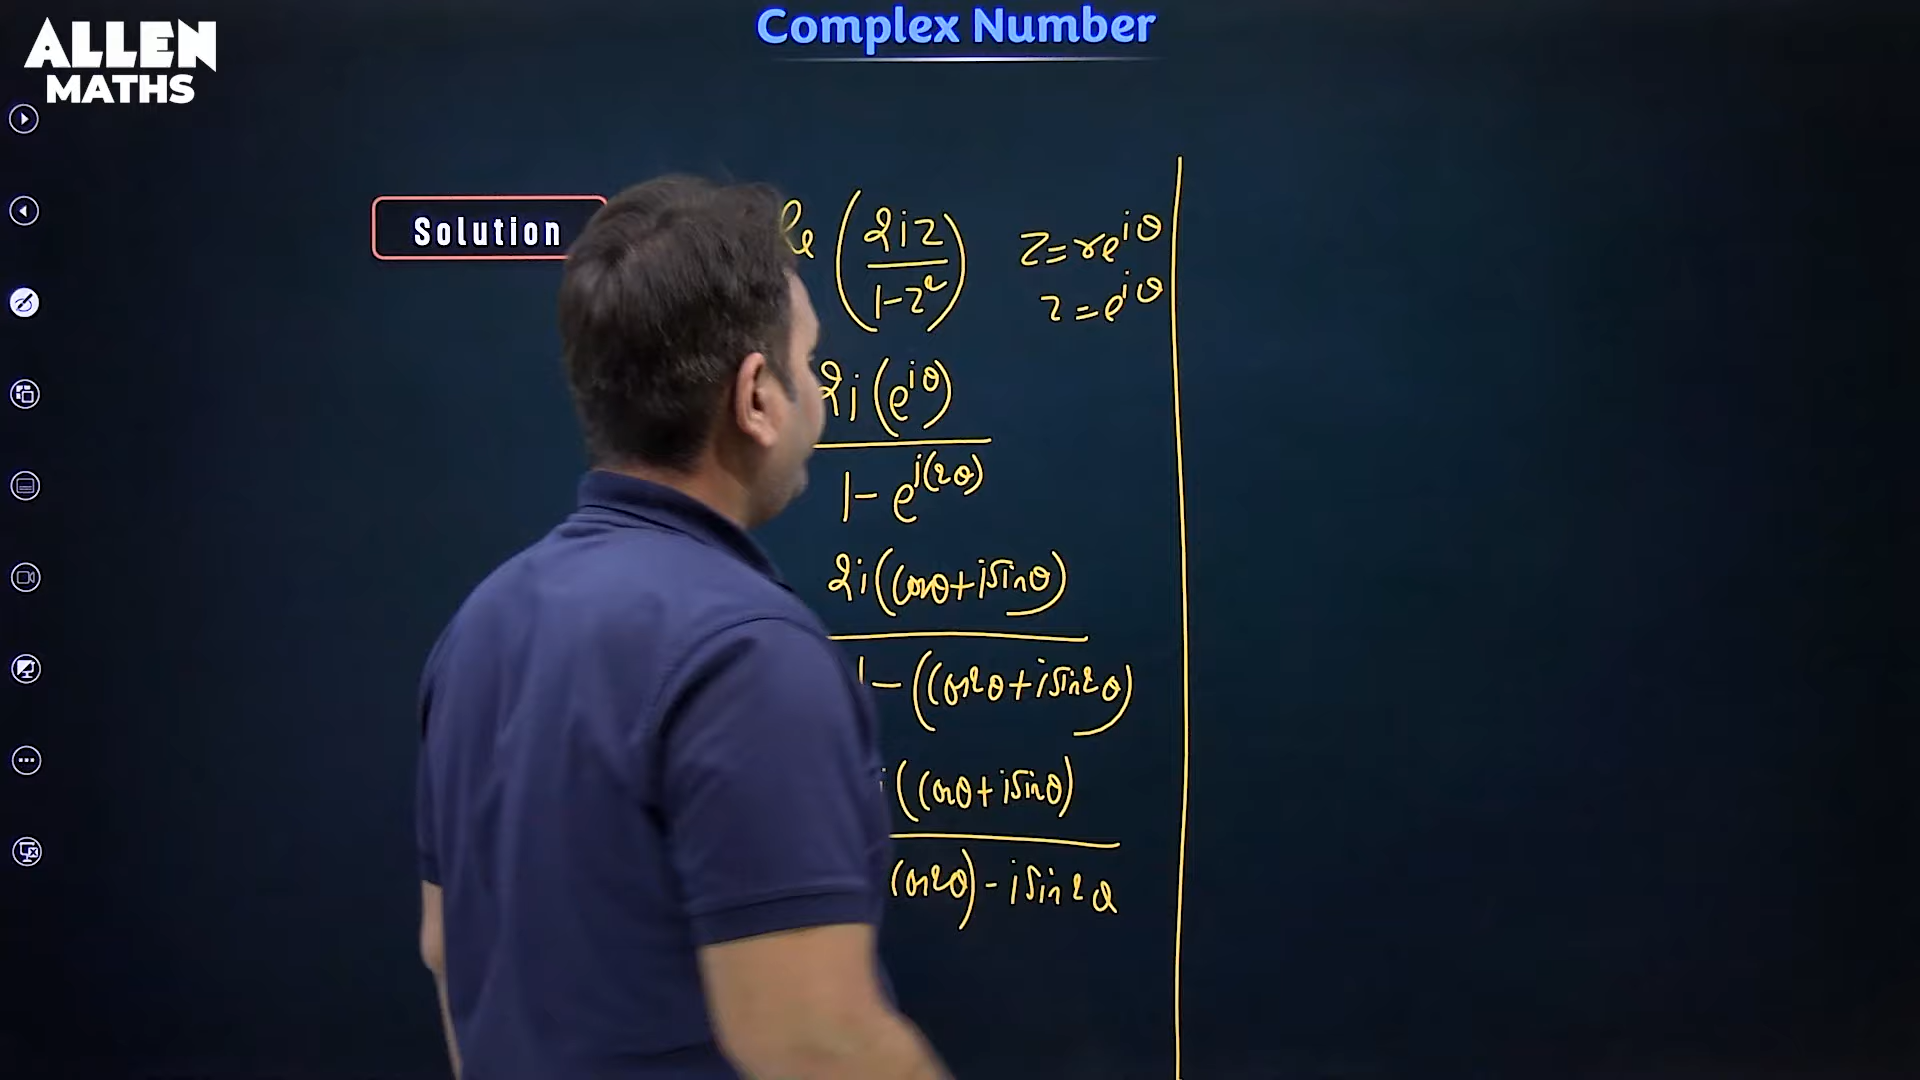 Complex Number
ALLEN
MATHS
Solution
(2iz / 1-z²) z=re^iθ
z=e^iθ
2i(e^iθ)
1- e^i(2θ)
2i(cosθ+isinθ)
1-(cos2θ+isin2θ)
i(cosθ+isinθ)
cos2θ)-isin2θ